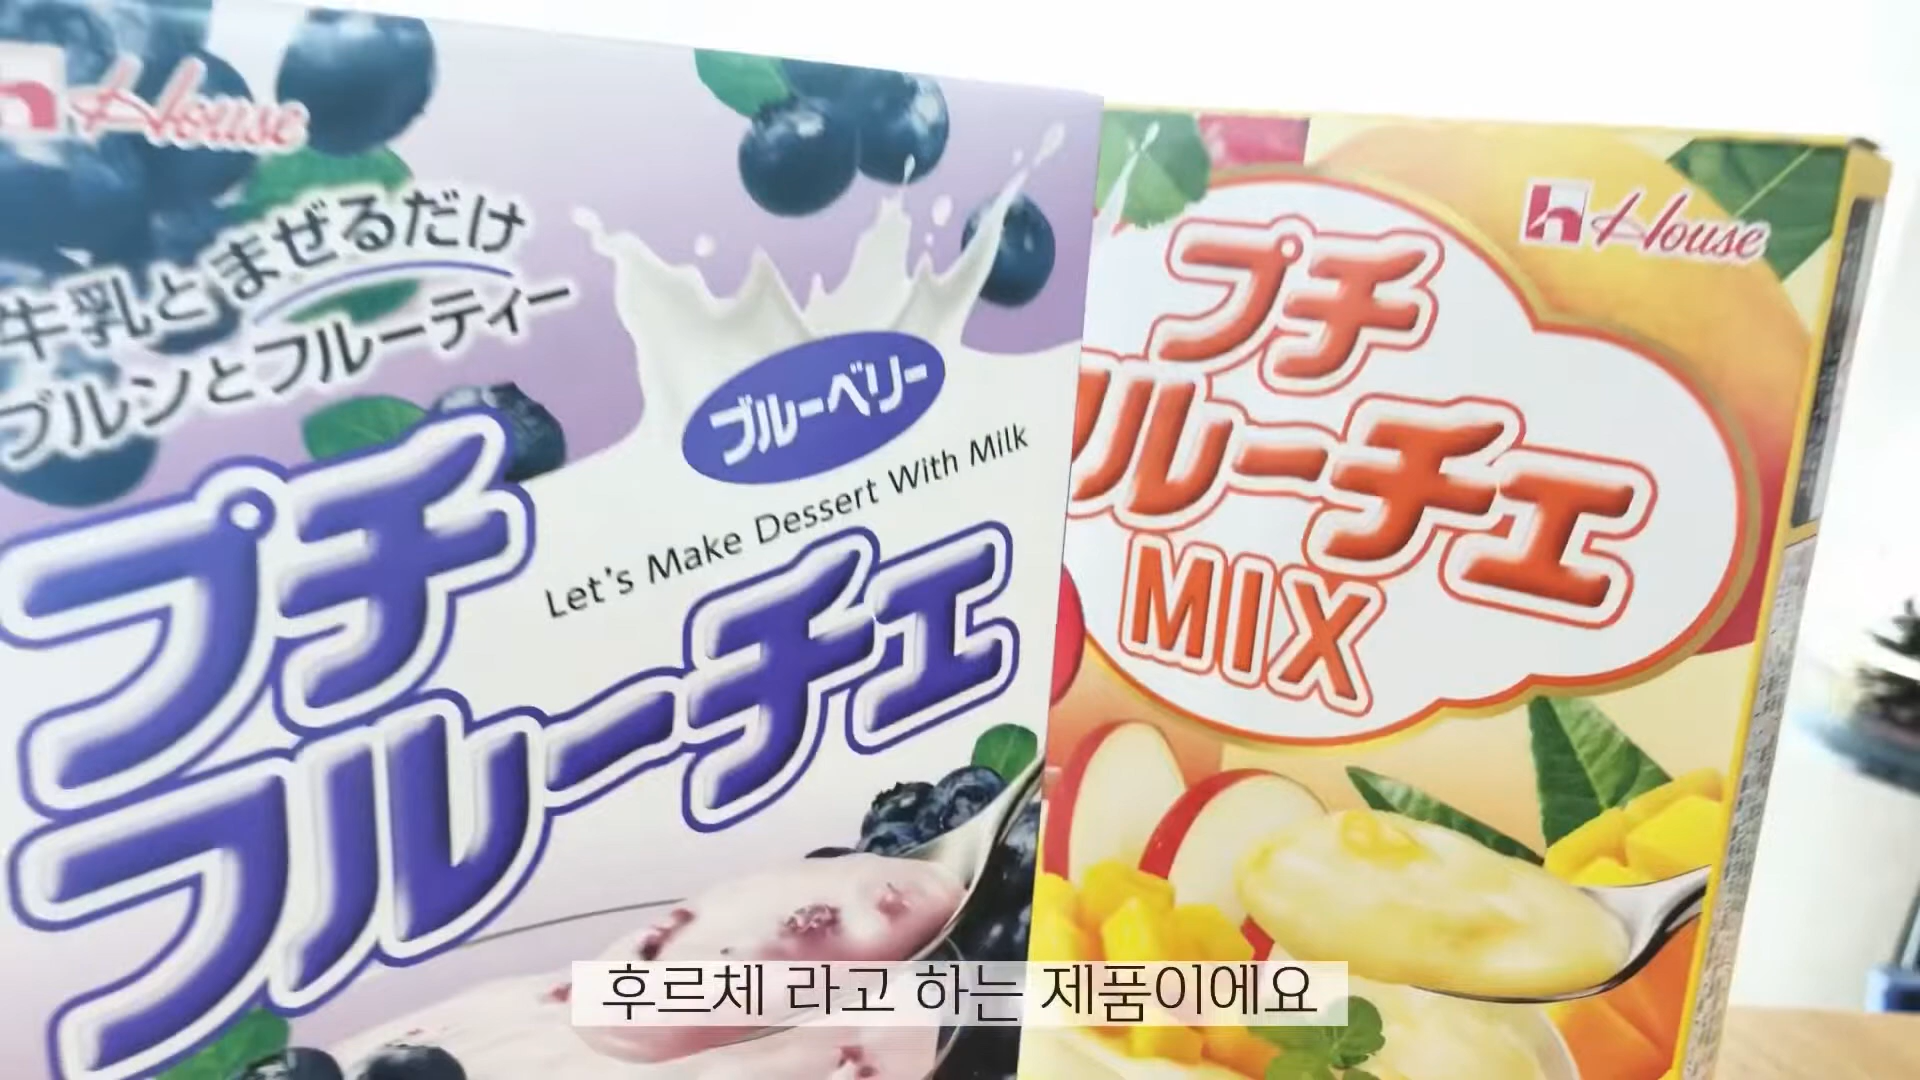 House
牛乳とまぜるだけ
プルンとフルーティー
ブルーベリー
Let's Make Dessert With Milk
プチ
フルーチェ
House
プチ
フルーチェ
MIX
후르체 라고 하는 제품이에요